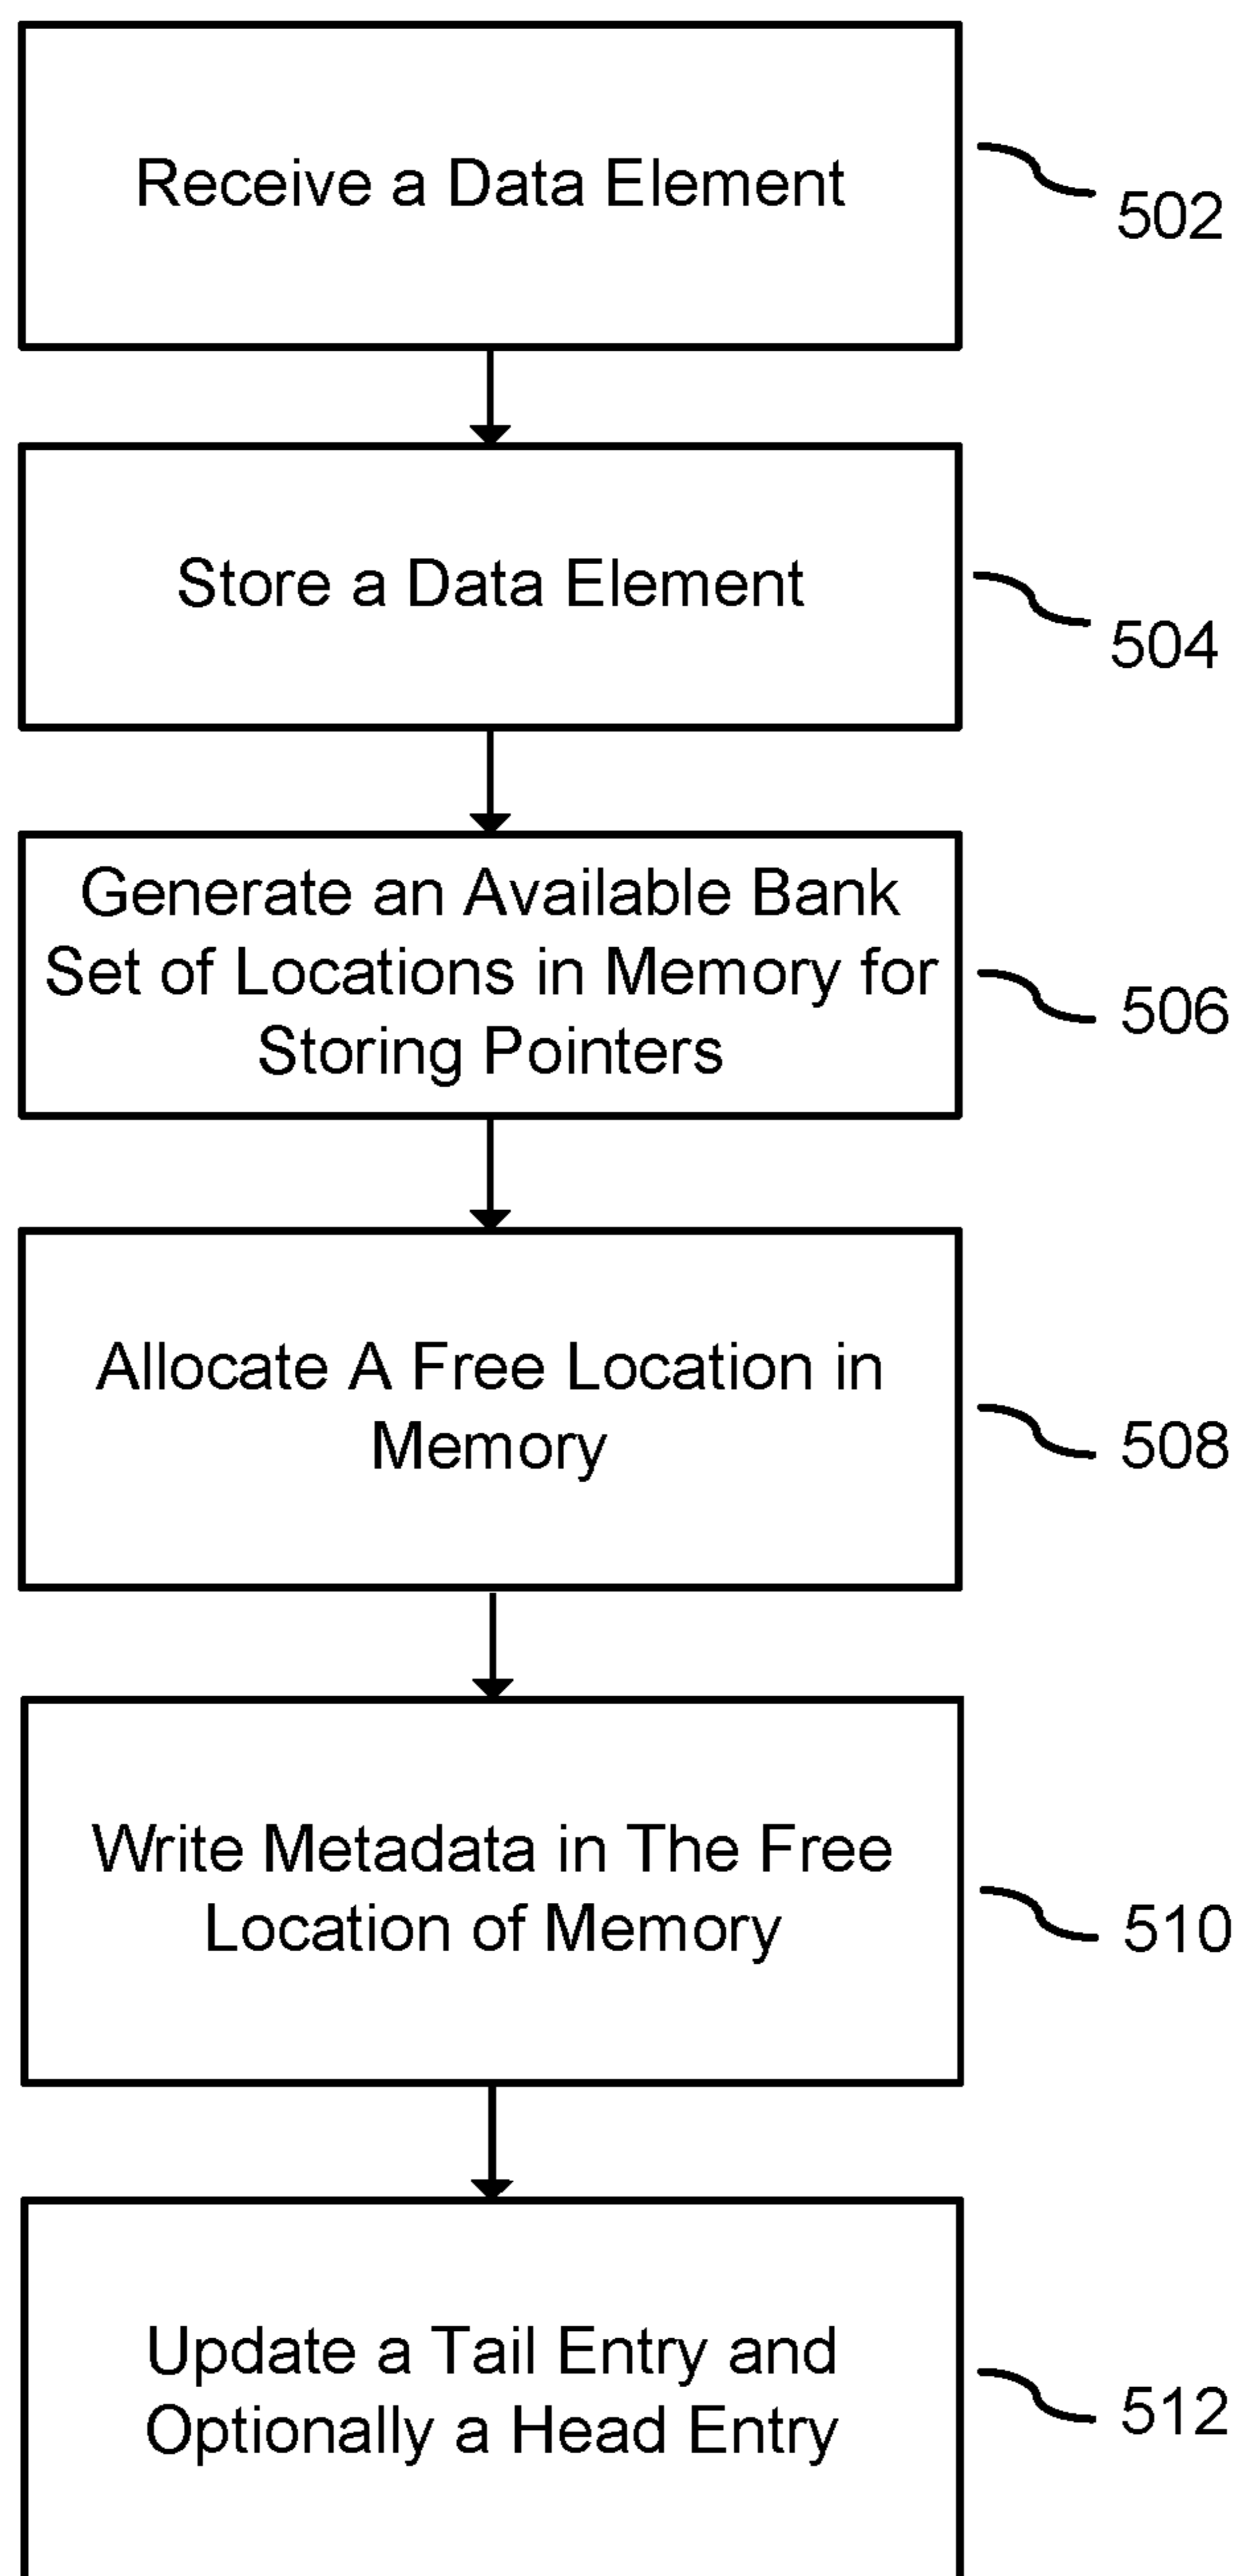 Receive a Data Element
502
Store a Data Element
504
Generate an Available Bank
Set of Locations in Memory for
Storing Pointers
506
Allocate A Free Location in
Memory
508
Write Metadata in The Free
Location of Memory
510
Update a Tail Entry and
Optionally a Head Entry
512